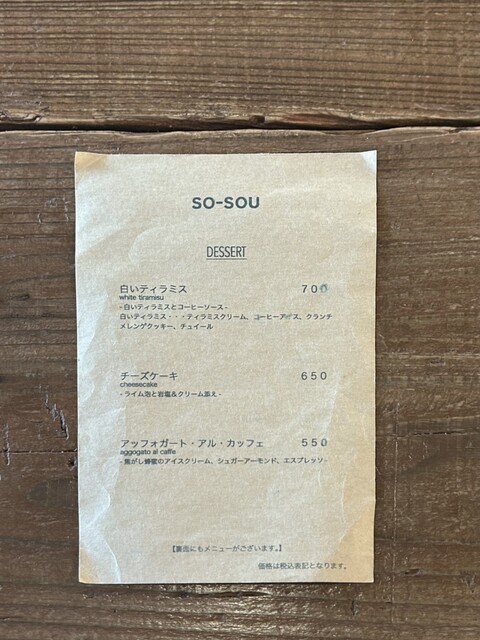 SO-SOU
DESSERT
白いティラミス 700
white tiramisu
- 白いティラミスとコーヒーソース -
白いティラミス・・・ティラミスクリーム、コーヒーアイス、クランチ
メレンゲクッキー、チュイール
チーズケーキ 650
cheesecake
- ライム泡と岩塩&クリーム添え -
アッフォガート・アル・カッフェ 550
aggogato al caffe
- 焦がし蜂蜜のアイスクリーム、シュガーアーモンド、エスプレッソ -
【裏面にもメニューがございます。】
価格は税込表記となります。